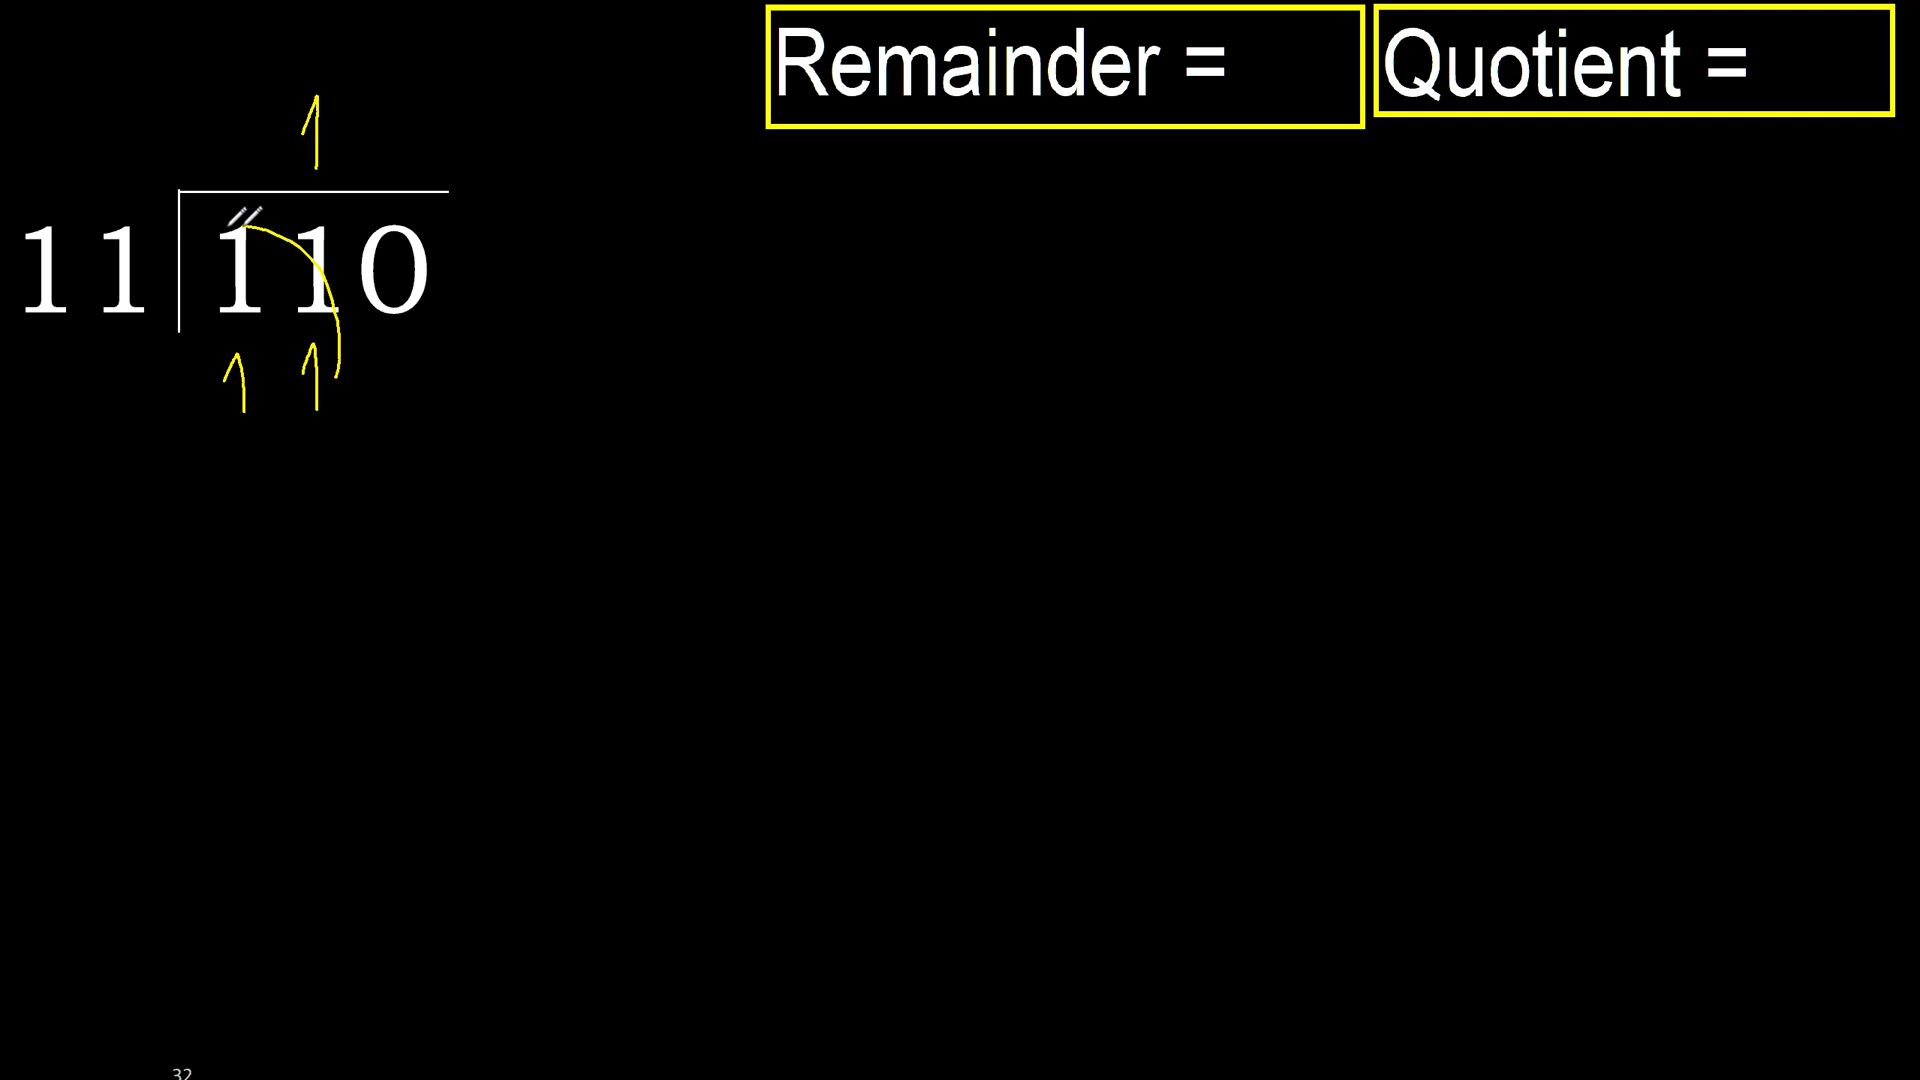 Remainder =
Quotient =
1
11 110
1 1
32